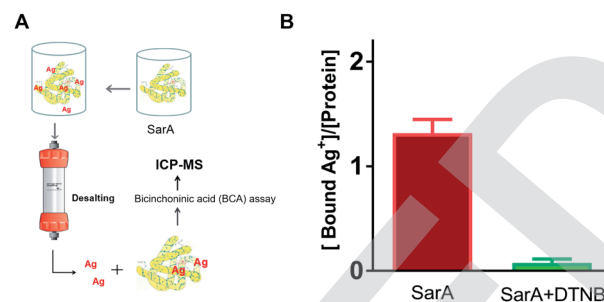 A
Ag
Ag
Ag
Ag
Ag
SarA
ICP-MS
Desalting
Bicinchoninic acid (BCA) assay
Ag
Ag
+
Ag
Ag
B
[ Bound Ag⁺]/[Protein]
2
1
0
SarA
SarA+DTNB